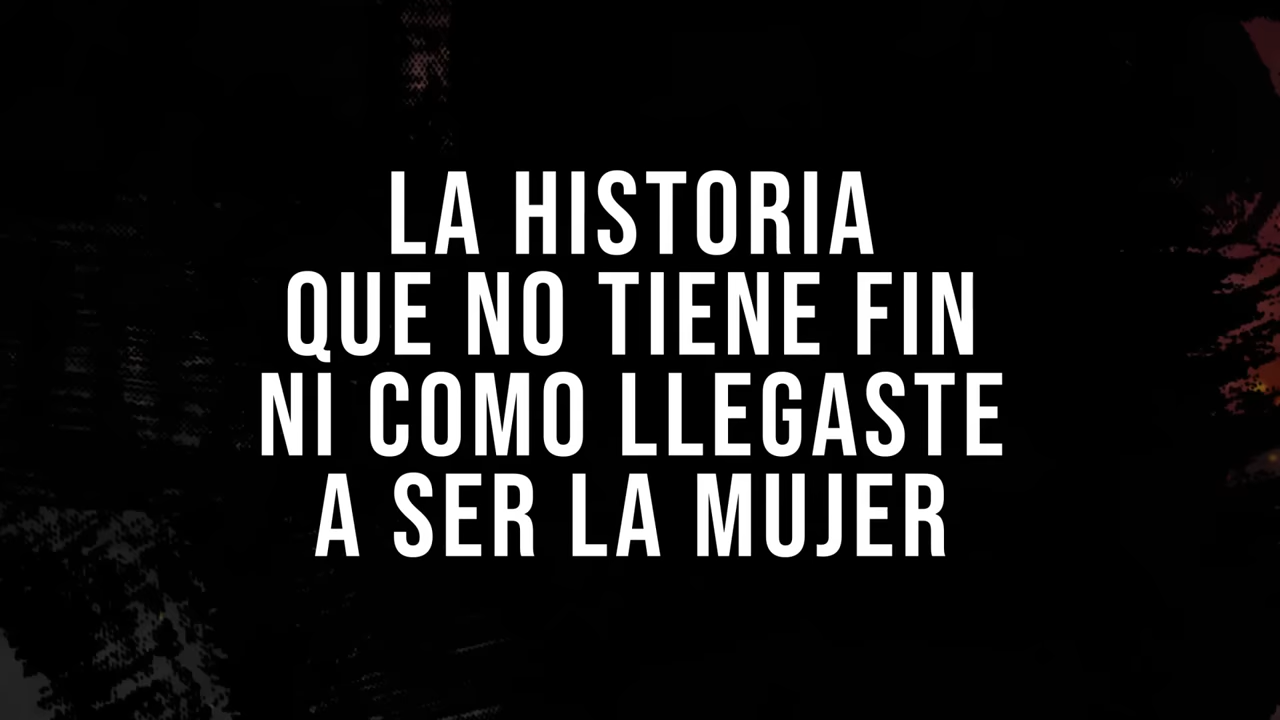 LA HISTORIA
QUE NO TIENE FIN
NI COMO LLEGASTE
A SER LA MUJER